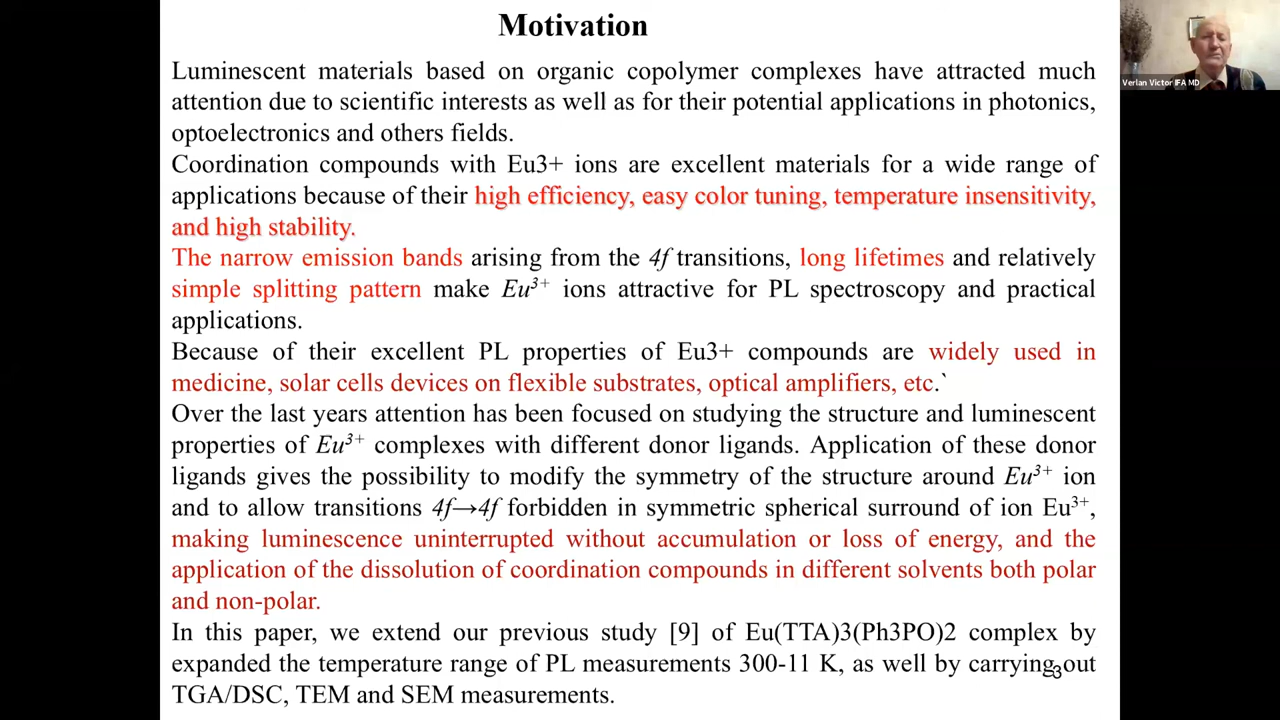 Motivation
Luminescent materials based on organic copolymer complexes have attracted much
attention due to scientific interests as well as for their potential applications in photonics,
optoelectronics and others fields.
Coordination compounds with Eu3+ ions are excellent materials for a wide range of
applications because of their high efficiency, easy color tuning, temperature insensitivity,
and high stability.
The narrow emission bands arising from the 4f transitions, long lifetimes and relatively
simple splitting pattern make Eu³⁺ ions attractive for PL spectroscopy and practical
applications.
Because of their excellent PL properties of Eu3+ compounds are widely used in
medicine, solar cells devices on flexible substrates, optical amplifiers, etc.`
Over the last years attention has been focused on studying the structure and luminescent
properties of Eu³⁺ complexes with different donor ligands. Application of these donor
ligands gives the possibility to modify the symmetry of the structure around Eu³⁺ ion
and to allow transitions 4f→4f forbidden in symmetric spherical surround of ion Eu³⁺,
making luminescence uninterrupted without accumulation or loss of energy, and the
application of the dissolution of coordination compounds in different solvents both polar
and non-polar.
In this paper, we extend our previous study [9] of Eu(TTA)3(Ph3PO)2 complex by
expanded the temperature range of PL measurements 300-11 K, as well by carrying out
TGA/DSC, TEM and SEM measurements.
3
Verlan Victor IFA MD